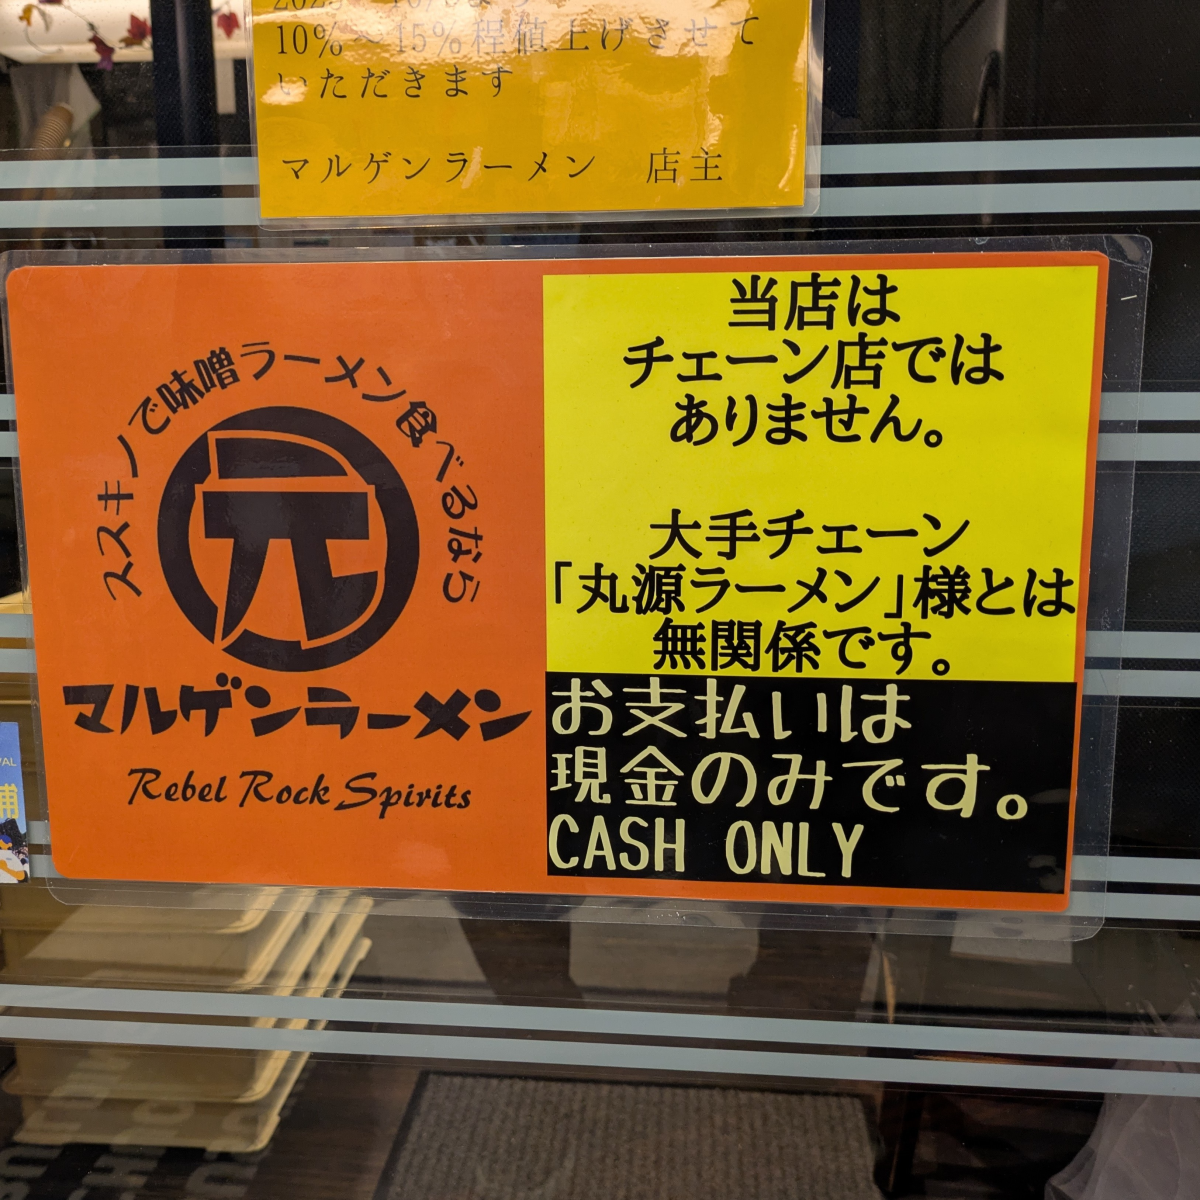 10%～15%程値上げさせて
いただきます
マルゲンラーメン 店主
ススキノで味噌ラーメン食べるなら
元
マルゲンラーメン
Rebel Rock Spirits
当店は
チェーン店では
ありません。
大手チェーン
「丸源ラーメン」様とは
無関係です。
お支払いは
現金のみです。
CASH ONLY